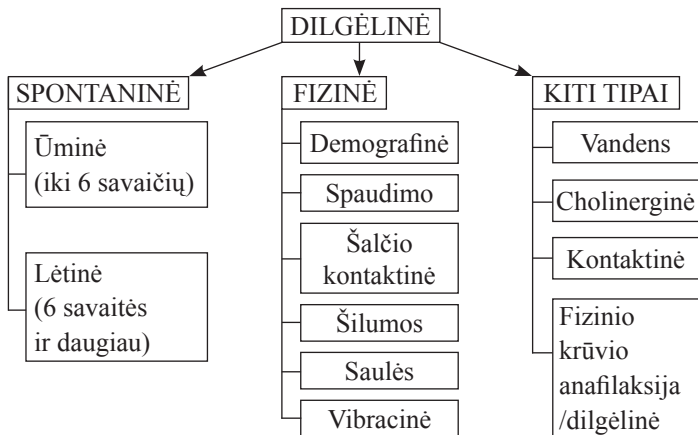 DILGĖLINĖ
SPONTANINĖ
Ūminė
(iki 6 savaičių)
Lėtinė
(6 savaitės
ir daugiau)
FIZINĖ
Demografinė
Spaudimo
Šalčio
kontaktinė
Šilumos
Saulės
Vibracinė
KITI TIPAI
Vandens
Cholinerginė
Kontaktinė
Fizinio
krūvio
anafilaksija
/dilgėlinė